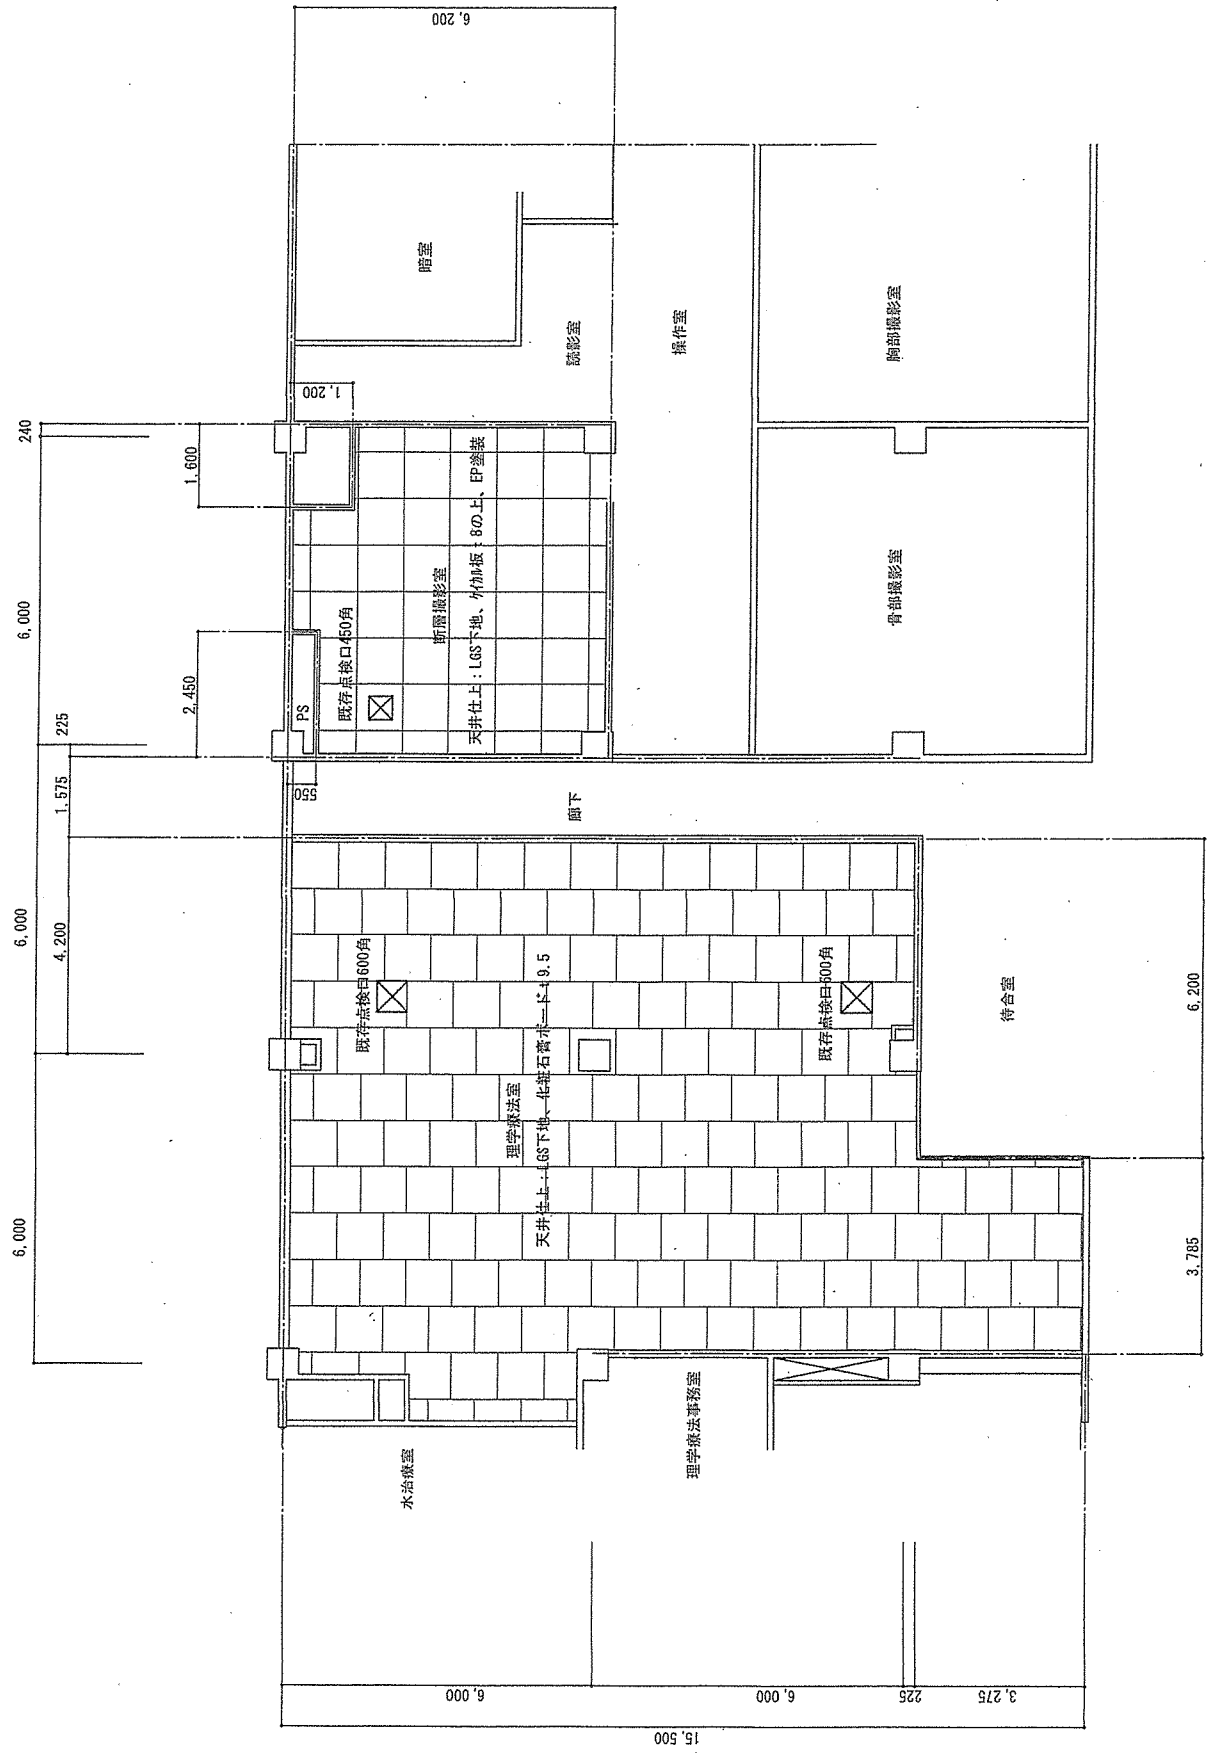 6,200
暗室
読影室
操作室
胸部撮影室
骨部撮影室
240
6,000
225
1,600
2,450
1,200
550
PS
既存点検口450角
断層撮影室
天井仕上:LGS下地、ケイカル板t8の上、EP塗装
廊下
1,575
4,200
6,000
6,000
既存点検口600角
既存点検口600角
理学療法室
天井仕上:LGS下地、化粧石膏ボードt9.5
待合室
6,200
3,785
水治療室
理学療法事務室
6,000
6,000
225
3,275
15,500